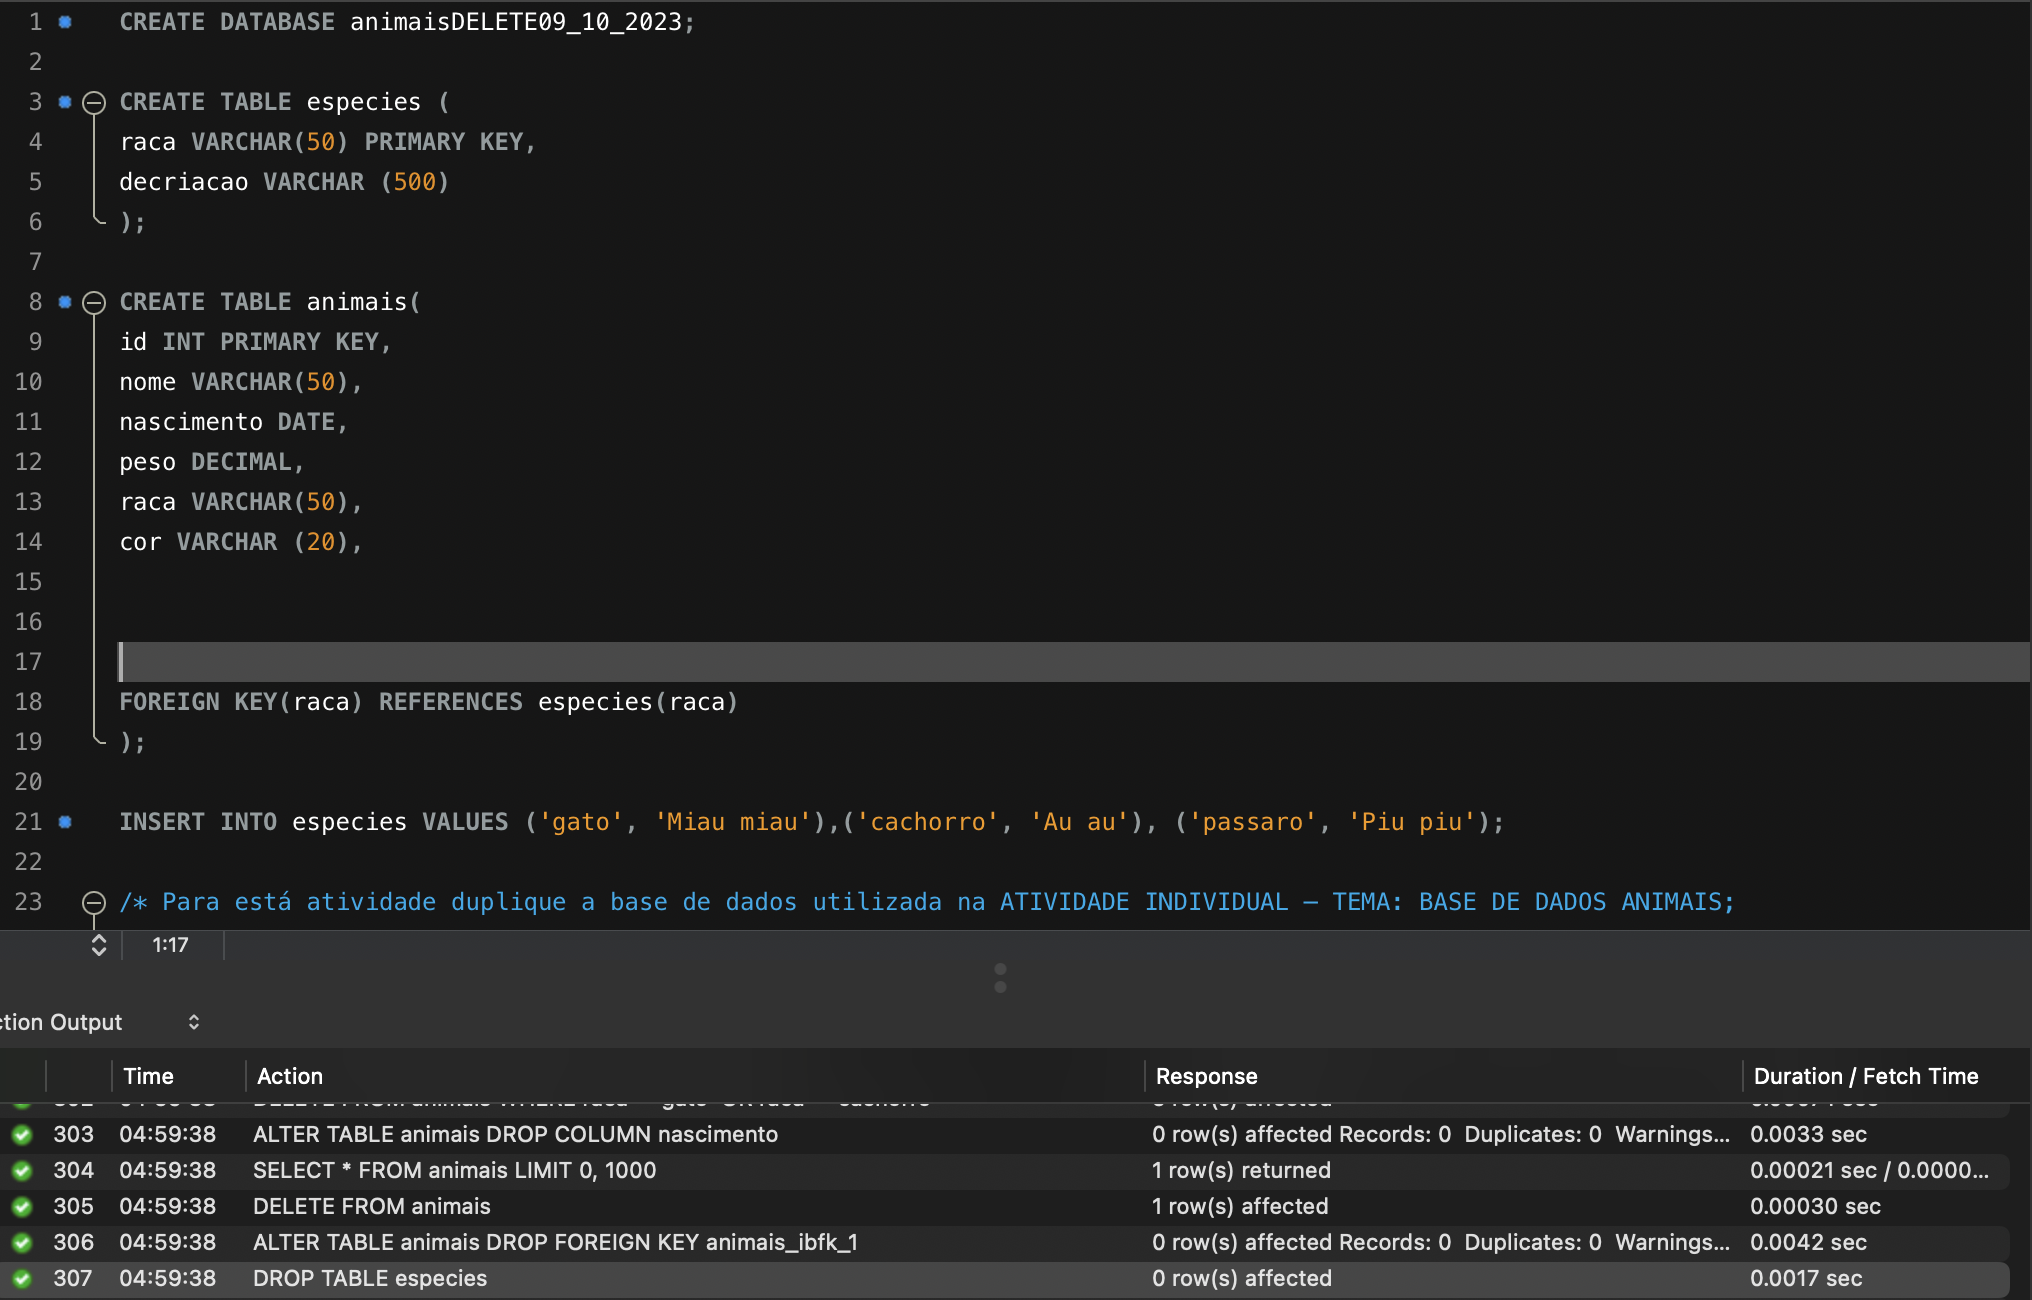 1 CREATE DATABASE animaisDELETE09_10_2023;
2
3 CREATE TABLE especies (
4 raca VARCHAR(50) PRIMARY KEY,
5 decriacao VARCHAR (500)
6 );
7
8 CREATE TABLE animais(
9 id INT PRIMARY KEY,
10 nome VARCHAR(50),
11 nascimento DATE,
12 peso DECIMAL,
13 raca VARCHAR(50),
14 cor VARCHAR (20),
15
16
17
18 FOREIGN KEY(raca) REFERENCES especies(raca)
19 );
20
21 INSERT INTO especies VALUES ('gato', 'Miau miau'),('cachorro', 'Au au'), ('passaro', 'Piu piu');
22
23 /* Para está atividade duplique a base de dados utilizada na ATIVIDADE INDIVIDUAL – TEMA: BASE DE DADOS ANIMAIS;
1:17
ction Output
Time Action Response Duration / Fetch Time
303 04:59:38 ALTER TABLE animais DROP COLUMN nascimento 0 row(s) affected Records: 0 Duplicates: 0 Warnings... 0.0033 sec
304 04:59:38 SELECT * FROM animais LIMIT 0, 1000 1 row(s) returned 0.00021 sec / 0.0000...
305 04:59:38 DELETE FROM animais 1 row(s) affected 0.00030 sec
306 04:59:38 ALTER TABLE animais DROP FOREIGN KEY animais_ibfk_1 0 row(s) affected Records: 0 Duplicates: 0 Warnings... 0.0042 sec
307 04:59:38 DROP TABLE especies 0 row(s) affected 0.0017 sec